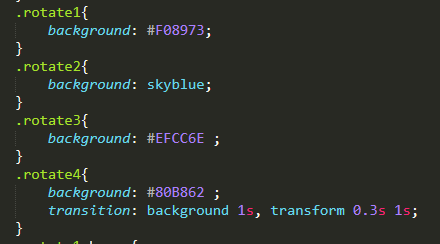 .rotate1{
background: #F08973;
}
.rotate2{
background: skyblue;
}
.rotate3{
background: #EFCC6E ;
}
.rotate4{
background: #80B862 ;
transition: background 1s, transform 0.3s 1s;
}